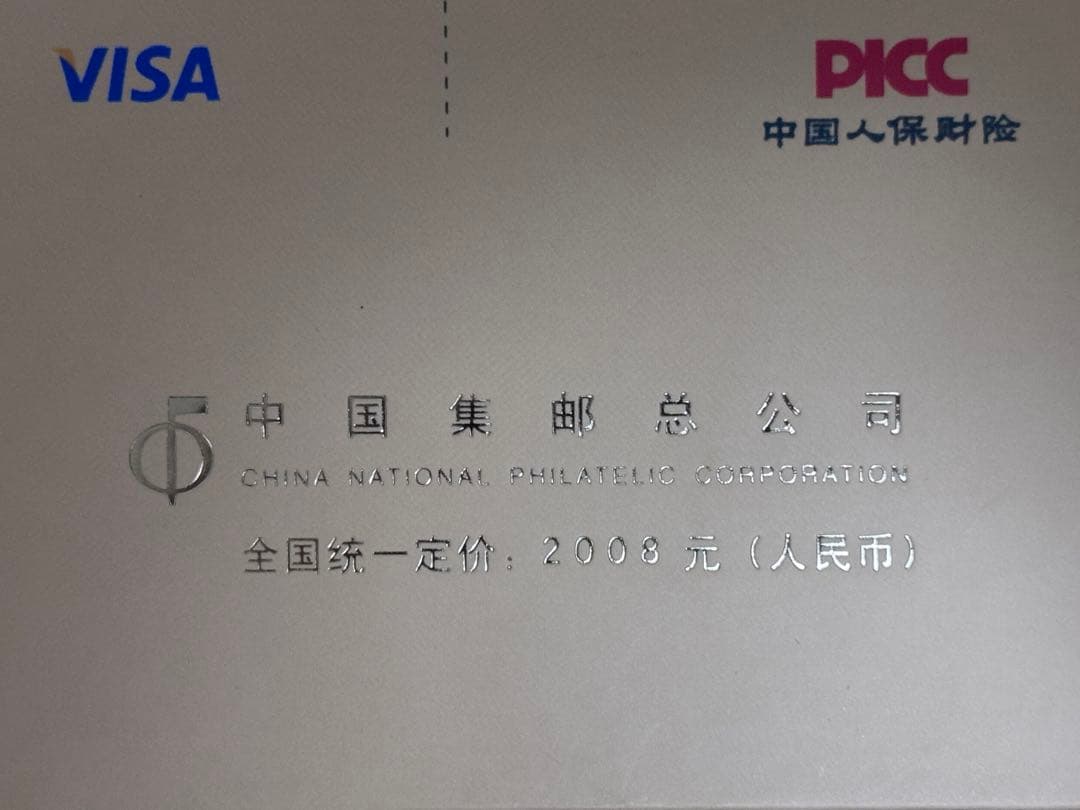 VISA
PICC
中国人保财险
中国集邮总公司
CHINA NATIONAL PHILATELIC CORPORATION
全国统一定价：2008元（人民币）